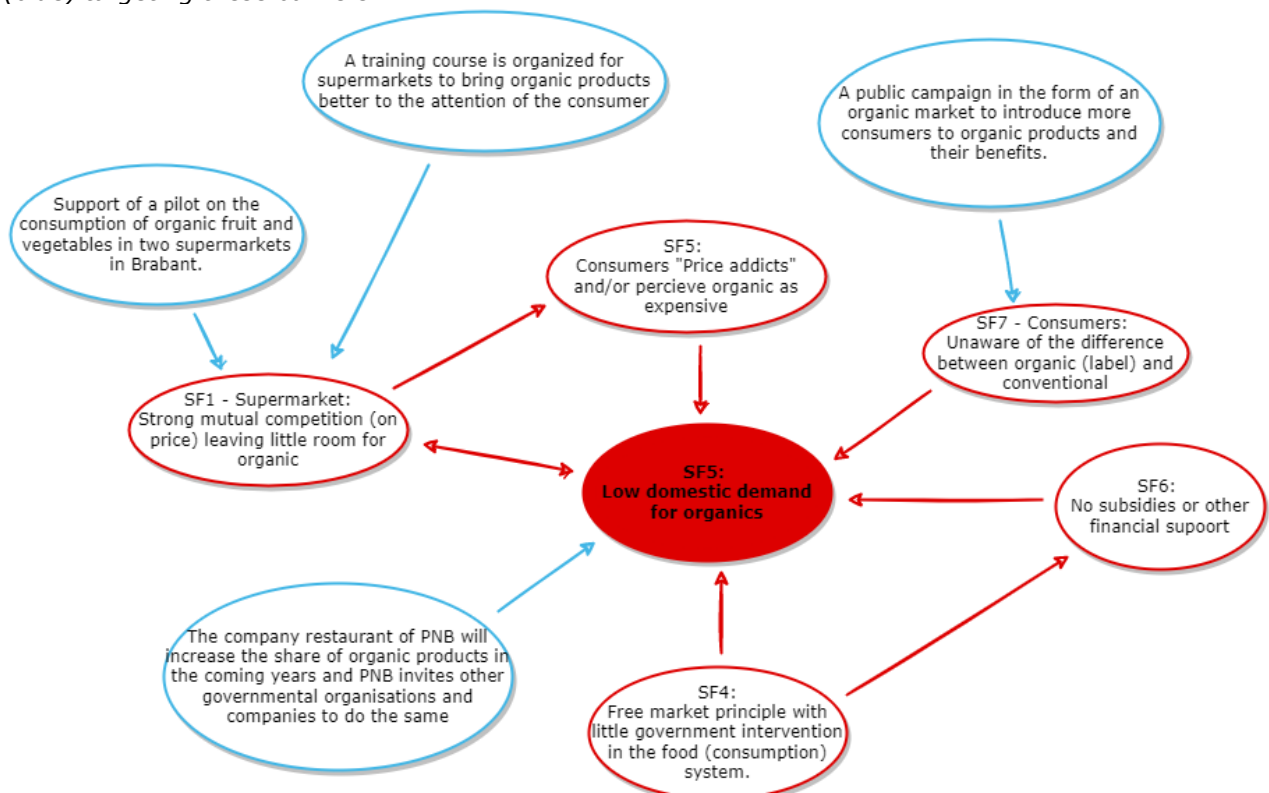 A training course is organized for
supermarkets to bring organic products
better to the attention of the consumer
A public campaign in the form of an
organic market to introduce more
consumers to organic products and
their benefits.
Support of a pilot on the
consumption of organic fruit and
vegetables in two supermarkets
in Brabant.
SF5:
Consumers "Price addicts"
and/or percieve organic as
expensive
SF7 - Consumers:
Unaware of the difference
between organic (label) and
conventional
SF1 - Supermarket:
Strong mutual competition (on
price) leaving little room for
organic
SF5:
Low domestic demand
for organics
SF6:
No subsidies or other
financial supoort
The company restaurant of PNB will
increase the share of organic products in
the coming years and PNB invites other
governmental organisations and
companies to do the same
SF4:
Free market principle with
little government intervention
in the food (consumption)
system.